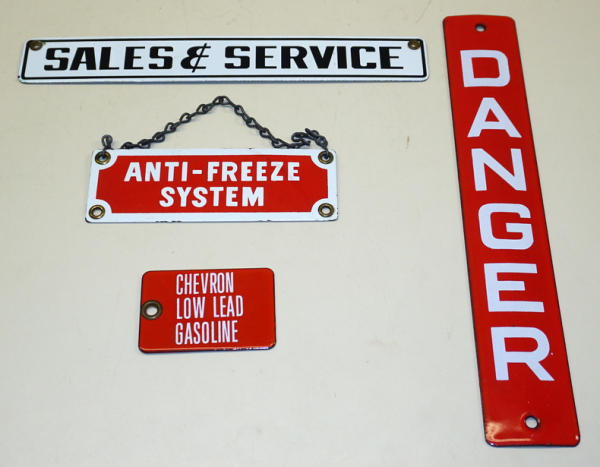 SALES & SERVICE
ANTI-FREEZE
SYSTEM
CHEVRON
LOW LEAD
GASOLINE
DANGER